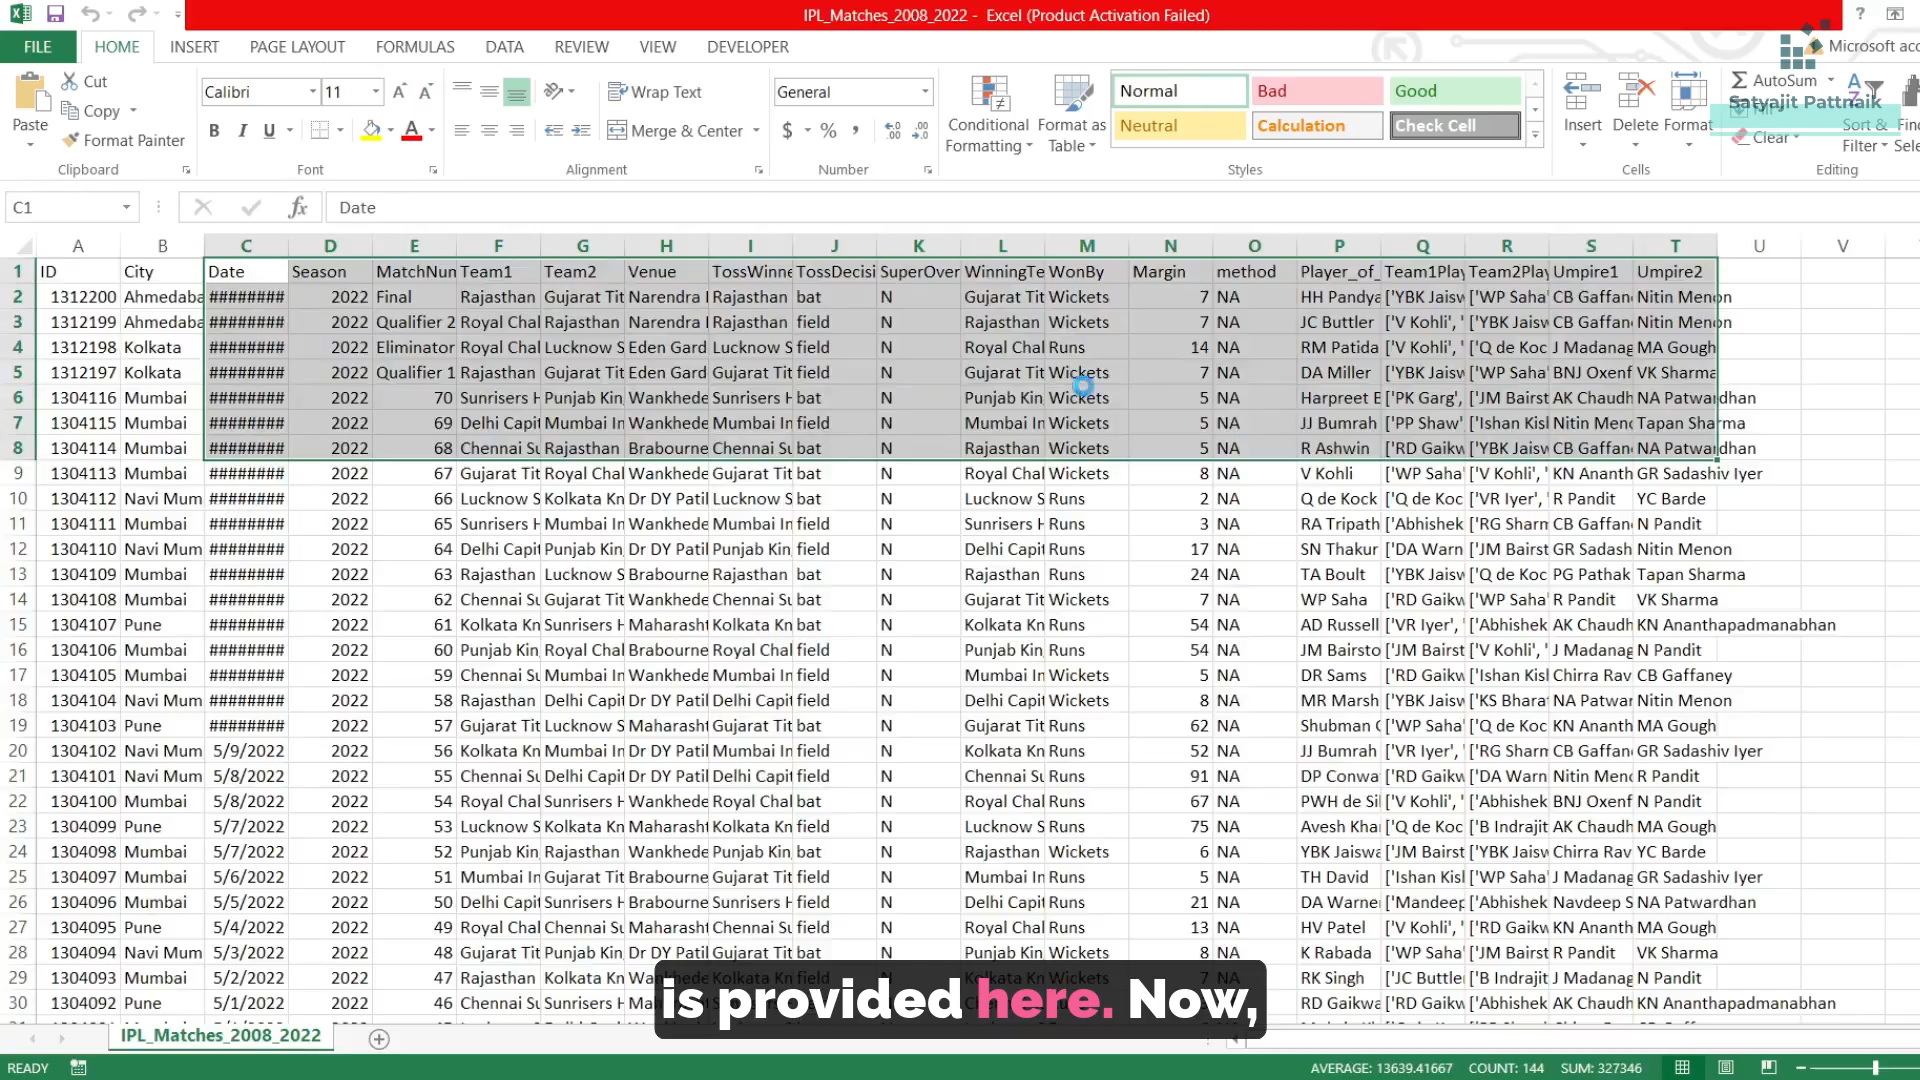 IPL_Matches_2008_2022 - Excel (Product Activation Failed)
?
FILE HOME INSERT PAGE LAYOUT FORMULAS DATA REVIEW VIEW DEVELOPER Microsoft acc
Paste
Cut
Copy
Format Painter
Clipboard
Calibri 11
B I U
Font
Wrap Text
Merge & Center
Alignment
General
$ % ,
Number
Conditional Formatting
Format as Table
Normal Bad Good
Neutral Calculation Check Cell
Styles
Insert Delete Format
Cells
AutoSum
Satyajit Pattnaik
Clear
Sort & Filter
Editing
C1 fx Date
A B C D E F G H I J K L M N O P Q R S T U V
1 ID City Date Season MatchNum Team1 Team2 Venue TossWinne TossDecisi SuperOver WinningTe WonBy Margin method Player_of_ Team1Play Team2Play Umpire1 Umpire2
2 1312200 Ahmedaba ######## 2022 Final Rajasthan Gujarat Tit Narendra Rajasthan bat N Gujarat Tit Wickets 7 NA HH Pandya ['YBK Jaisw ['WP Saha' CB Gaffane Nitin Menon
3 1312199 Ahmedaba ######## 2022 Qualifier 2 Royal Chal Rajasthan Narendra Rajasthan field N Rajasthan Wickets 7 NA JC Buttler ['V Kohli', ' ['YBK Jaisw CB Gaffane Nitin Menon
4 1312198 Kolkata ######## 2022 Eliminator Royal Chal Lucknow S Eden Gard Lucknow S field N Royal Chal Runs 14 NA RM Patida ['V Kohli', ' ['Q de Koc J Madanag MA Gough
5 1312197 Kolkata ######## 2022 Qualifier 1 Rajasthan Gujarat Tit Eden Gard Gujarat Tit field N Gujarat Tit Wickets 7 NA DA Miller ['YBK Jaisw ['WP Saha' BNJ Oxenf VK Sharma
6 1304116 Mumbai ######## 2022 70 Sunrisers H Punjab Kin Wankhede Sunrisers H bat N Punjab Kin Wickets 5 NA Harpreet B ['PK Garg', ['JM Bairst AK Chaudh NA Patwardhan
7 1304115 Mumbai ######## 2022 69 Delhi Capit Mumbai In Wankhede Mumbai In field N Mumbai In Wickets 5 NA JJ Bumrah ['PP Shaw' ['Ishan Kisl Nitin Meno Tapan Sharma
8 1304114 Mumbai ######## 2022 68 Chennai Su Rajasthan Brabourne Chennai Su bat N Rajasthan Wickets 5 NA R Ashwin ['RD Gaikw ['YBK Jaisw CB Gaffane NA Patwardhan
9 1304113 Mumbai ######## 2022 67 Gujarat Tit Royal Chal Wankhede Gujarat Tit bat N Royal Chal Wickets 8 NA V Kohli ['WP Saha' ['V Kohli', ' KN Ananth GR Sadashiv Iyer
10 1304112 Navi Mum ######## 2022 66 Lucknow S Kolkata Kn Dr DY Patil Lucknow S bat N Lucknow S Runs 2 NA Q de Kock ['Q de Koc ['VR Iyer', ' R Pandit YC Barde
11 1304111 Mumbai ######## 2022 65 Sunrisers H Mumbai In Wankhede Mumbai In field N Sunrisers H Runs 3 NA RA Tripath ['Abhishek ['RG Sharm CB Gaffane N Pandit
12 1304110 Navi Mum ######## 2022 64 Delhi Capit Punjab Kin Dr DY Patil Punjab Kin field N Delhi Capit Runs 17 NA SN Thakur ['DA Warn ['JM Bairst GR Sadash Nitin Menon
13 1304109 Mumbai ######## 2022 63 Rajasthan Lucknow S Brabourne Rajasthan bat N Rajasthan Runs 24 NA TA Boult ['YBK Jaisw ['Q de Koc PG Pathak Tapan Sharma
14 1304108 Mumbai ######## 2022 62 Chennai Su Gujarat Tit Wankhede Chennai Su bat N Gujarat Tit Wickets 7 NA WP Saha ['RD Gaikw ['WP Saha' R Pandit VK Sharma
15 1304107 Pune ######## 2022 61 Kolkata Kn Sunrisers H Maharasht Kolkata Kn bat N Kolkata Kn Runs 54 NA AD Russell ['VR Iyer', ' ['Abhishek AK Chaudh KN Ananthapadmanabhan
16 1304106 Mumbai ######## 2022 60 Punjab Kin Royal Chal Brabourne Royal Chal field N Punjab Kin Runs 54 NA JM Bairsto ['JM Bairst ['V Kohli', ' J Madanag N Pandit
17 1304105 Mumbai ######## 2022 59 Chennai Su Mumbai In Wankhede Mumbai In field N Mumbai In Wickets 5 NA DR Sams ['RD Gaikw ['Ishan Kisl Chirra Rav CB Gaffaney
18 1304104 Navi Mum ######## 2022 58 Rajasthan Delhi Capit Dr DY Patil Delhi Capit field N Delhi Capit Wickets 8 NA MR Marsh ['YBK Jaisw ['KS Bharat NA Patwar Nitin Menon
19 1304103 Pune ######## 2022 57 Gujarat Tit Lucknow S Maharasht Gujarat Tit bat N Gujarat Tit Runs 62 NA Shubman G ['WP Saha' ['Q de Koc KN Ananth MA Gough
20 1304102 Navi Mum 5/9/2022 2022 56 Kolkata Kn Mumbai In Dr DY Patil Mumbai In field N Kolkata Kn Runs 52 NA JJ Bumrah ['VR Iyer', ' ['RG Sharm CB Gaffane GR Sadashiv Iyer
21 1304101 Navi Mum 5/8/2022 2022 55 Chennai Su Delhi Capit Dr DY Patil Delhi Capit field N Chennai Su Runs 91 NA DP Conwa ['RD Gaikw ['DA Warn Nitin Meno R Pandit
22 1304100 Mumbai 5/8/2022 2022 54 Royal Chal Sunrisers H Wankhede Royal Chal bat N Royal Chal Runs 67 NA PWH de Si ['V Kohli', ' ['Abhishek BNJ Oxenf N Pandit
23 1304099 Pune 5/7/2022 2022 53 Lucknow S Kolkata Kn Maharasht Kolkata Kn field N Lucknow S Runs 75 NA Avesh Kha ['Q de Koc ['B Indrajit AK Chaudh MA Gough
24 1304098 Mumbai 5/7/2022 2022 52 Punjab Kin Rajasthan Wankhede Punjab Kin bat N Rajasthan Wickets 6 NA YBK Jaiswa ['JM Bairst ['YBK Jaisw Chirra Rav YC Barde
25 1304097 Mumbai 5/6/2022 2022 51 Mumbai In Gujarat Tit Brabourne Gujarat Tit field N Mumbai In Runs 5 NA TH David ['Ishan Kisl ['WP Saha' J Madanag GR Sadashiv Iyer
26 1304096 Mumbai 5/5/2022 2022 50 Delhi Capit Sunrisers H Brabourne Sunrisers H field N Delhi Capit Runs 21 NA DA Warne ['Mandeep ['Abhishek Navdeep S NA Patwardhan
27 1304095 Pune 5/4/2022 2022 49 Royal Chal Chennai Su Maharasht Chennai Su field N Royal Chal Runs 13 NA HV Patel ['V Kohli', ' ['RD Gaikw KN Ananth MA Gough
28 1304094 Navi Mum 5/3/2022 2022 48 Gujarat Tit Punjab Kin Dr DY Patil Gujarat Tit bat N Punjab Kin Wickets 8 NA K Rabada ['WP Saha' ['JM Bairst R Pandit VK Sharma
29 1304093 Mumbai 5/2/2022 2022 47 Rajasthan Kolkata Kn NA RK Singh ['JC Buttler ['B Indrajit J Madanag N Pandit
30 1304092 Pune 5/1/2022 2022 46 Chennai Su NA RD Gaikwa ['RD Gaikw ['Abhishek AK Chaudh KN Ananthapadmanabhan
is provided here. Now,
IPL_Matches_2008_2022
READY AVERAGE: 13639.41667 COUNT: 144 SUM: 327346